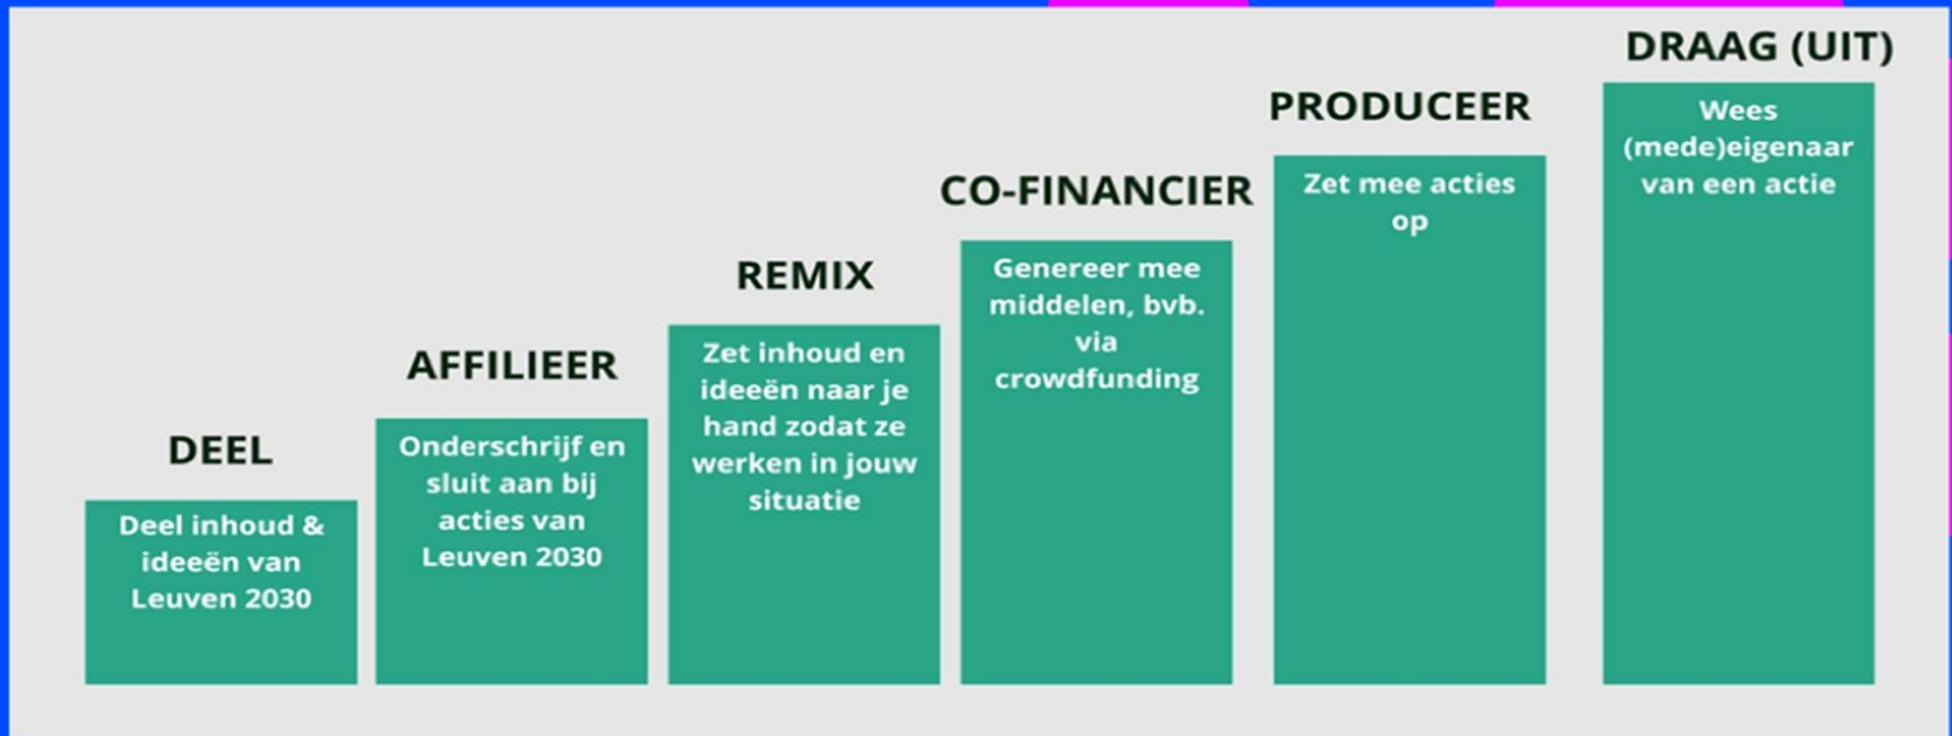 DEEL
Deel inhoud &
ideeën van
Leuven 2030
AFFILIEER
Onderschrijf en
sluit aan bij
acties van
Leuven 2030
REMIX
Zet inhoud en
ideeën naar je
hand zodat ze
werken in jouw
situatie
CO-FINANCIER
Genereer mee
middelen, bvb.
via
crowdfunding
PRODUCEER
Zet mee acties
op
DRAAG (UIT)
Wees
(mede)eigenaar
van een actie